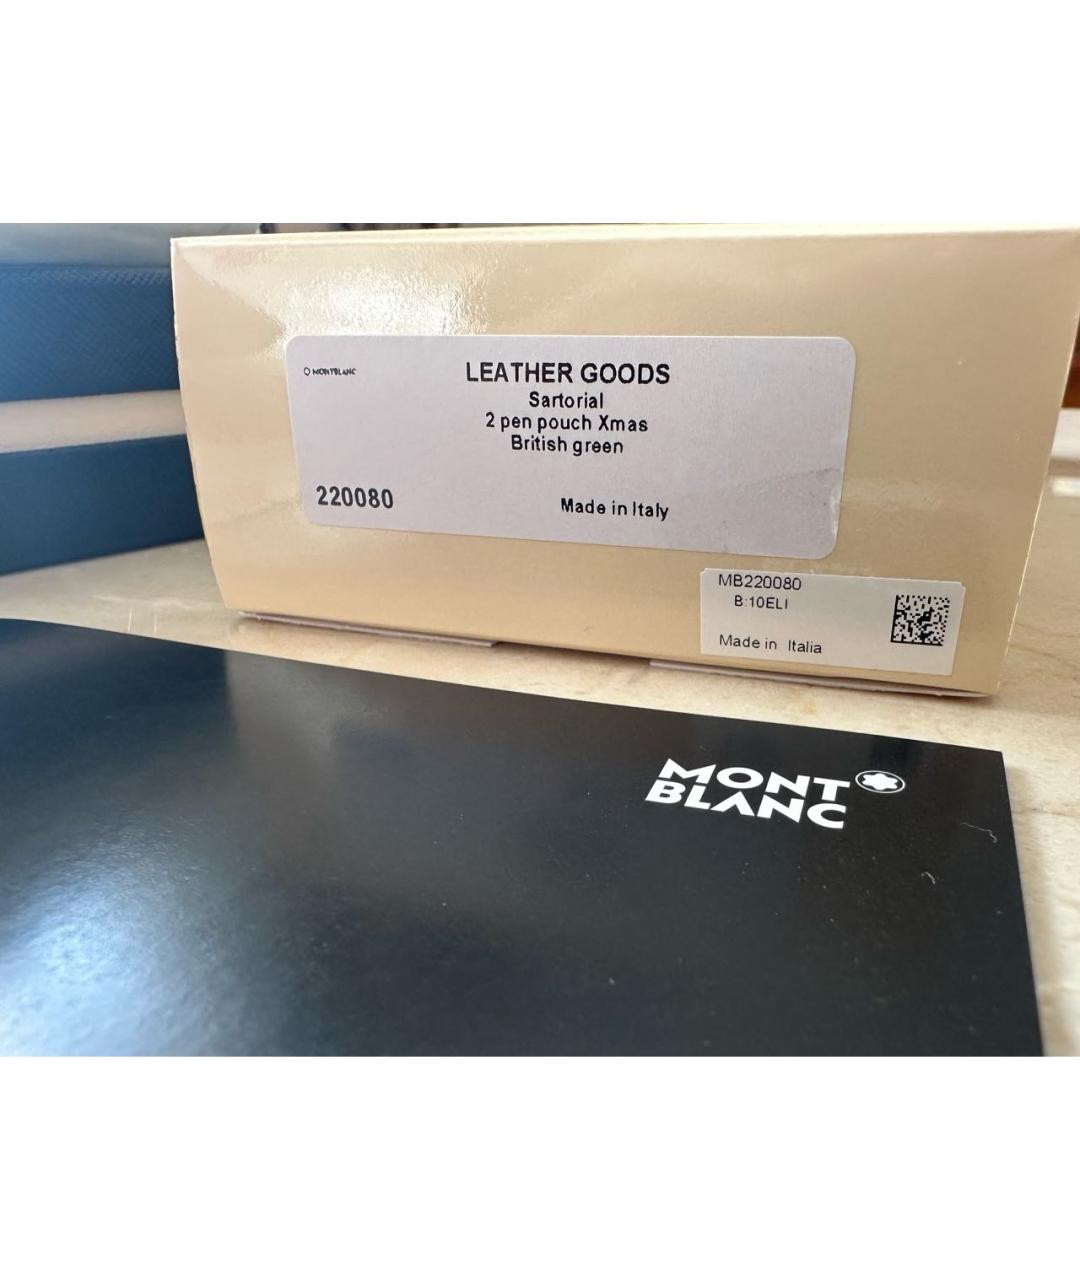 MONTBLANC
LEATHER GOODS
Sartorial
2 pen pouch Xmas
British green
220080
Made in Italy
MB220080
B:10ELI
Made in Italia
MONT
BLANC